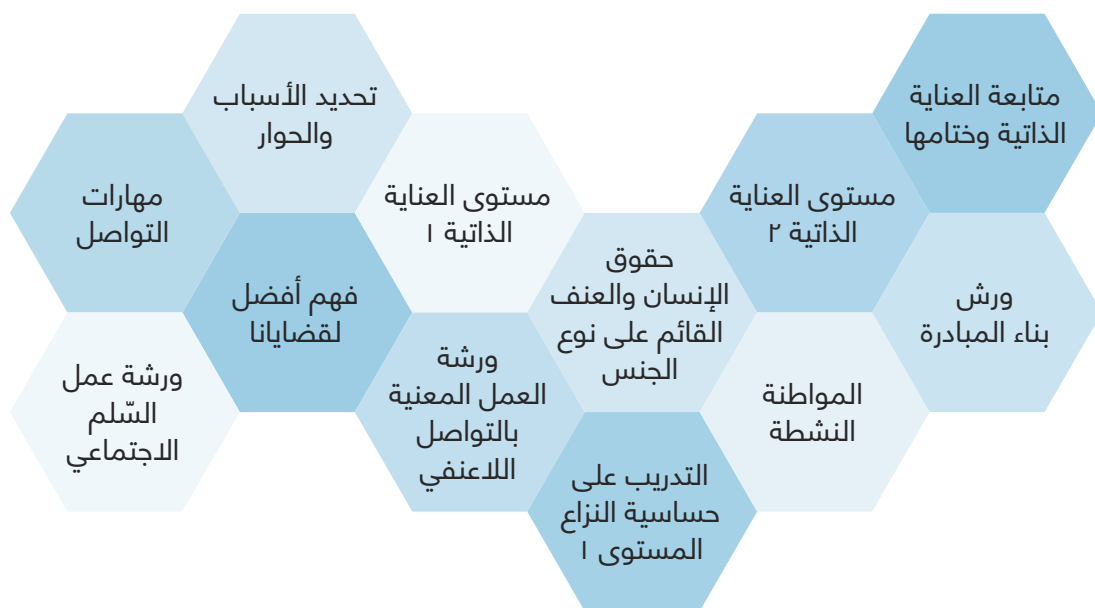 متابعة العناية
الذاتية وختامها
تحديد الأسباب
والحوار
مستوى العناية
الذاتية ٢
مستوى العناية
الذاتية ١
مهارات
التواصل
ورش
بناء المبادرة
حقوق
الإنسان والعنف
القائم على نوع
الجنس
فهم أفضل
لقضايانا
المواطنة
النشطة
ورشة
العمل المعنية
بالتواصل
اللاعنفي
ورشة عمل
السّلم
الاجتماعي
التدريب على
حساسية النزاع
المستوى ١